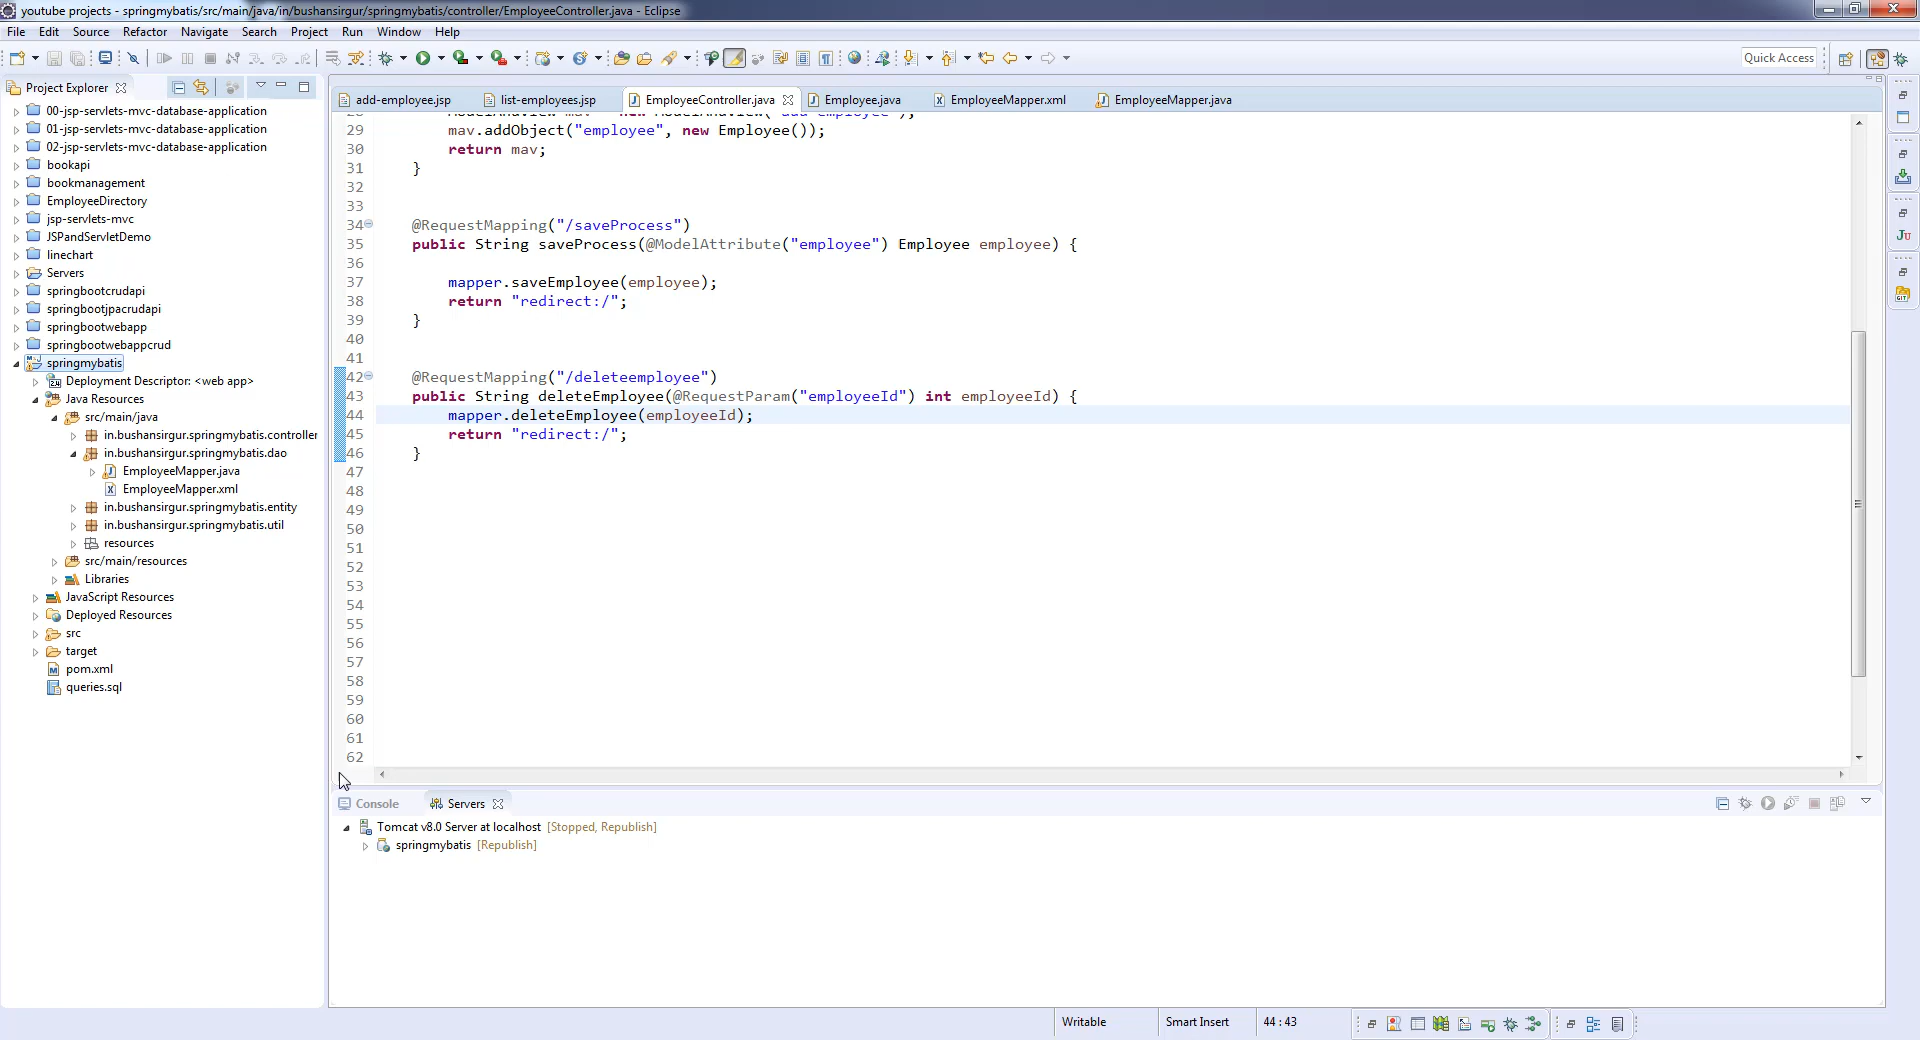 youtube projects - springmybatis/src/main/java/in/bushansirgur/springmybatis/controller/EmployeeController.java - Eclipse
File Edit Source Refactor Navigate Search Project Run Window Help
Quick Access
Project Explorer
00-jsp-servlets-mvc-database-application
01-jsp-servlets-mvc-database-application
02-jsp-servlets-mvc-database-application
bookapi
bookmanagement
EmployeeDirectory
jsp-servlets-mvc
JSPandServletDemo
linechart
Servers
springbootcrudapi
springbootjpacrudapi
springbootwebapp
springbootwebappcrud
springmybatis
Deployment Descriptor: <web app>
Java Resources
src/main/java
in.bushansirgur.springmybatis.controller
in.bushansirgur.springmybatis.dao
EmployeeMapper.java
EmployeeMapper.xml
in.bushansirgur.springmybatis.entity
in.bushansirgur.springmybatis.util
resources
src/main/resources
Libraries
JavaScript Resources
Deployed Resources
src
target
pom.xml
queries.sql
add-employee.jsp list-employees.jsp EmployeeController.java Employee.java EmployeeMapper.xml EmployeeMapper.java
29 mav.addObject("employee", new Employee());
30 return mav;
31 }
32
33
34 @RequestMapping("/saveProcess")
35 public String saveProcess(@ModelAttribute("employee") Employee employee) {
36
37 mapper.saveEmployee(employee);
38 return "redirect:/";
39 }
40
41
42 @RequestMapping("/deleteemployee")
43 public String deleteEmployee(@RequestParam("employeeId") int employeeId) {
44 mapper.deleteEmployee(employeeId);
45 return "redirect:/";
46 }
47
48
49
50
51
52
53
54
55
56
57
58
59
60
61
62
Console Servers
Tomcat v8.0 Server at localhost [Stopped, Republish]
springmybatis [Republish]
Writable Smart Insert 44 : 43